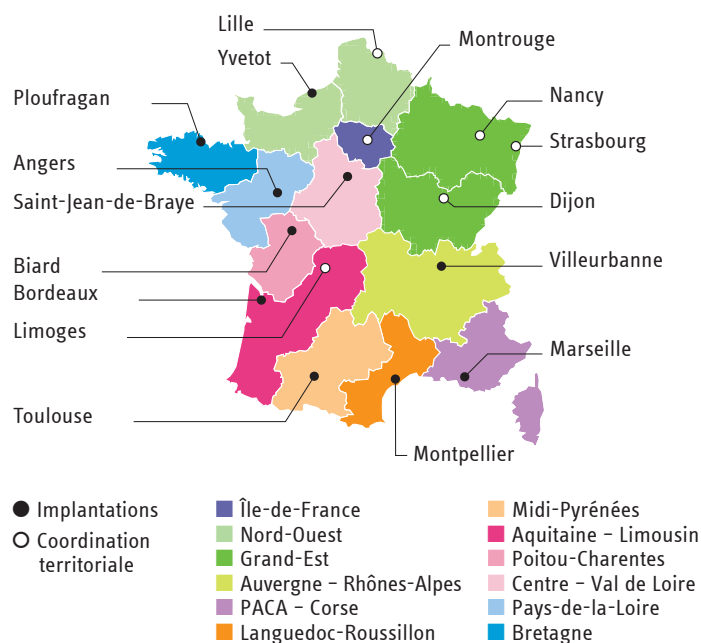 Lille
Montrouge
Yvetot
Ploufragan
Nancy
Strasbourg
Angers
Saint-Jean-de-Braye
Dijon
Biard
Villeurbanne
Bordeaux
Limoges
Marseille
Toulouse
Montpellier
Implantations
Coordination
territoriale
Île-de-France
Nord-Ouest
Grand-Est
Auvergne – Rhônes-Alpes
PACA – Corse
Languedoc-Roussillon
Midi-Pyrénées
Aquitaine – Limousin
Poitou-Charentes
Centre – Val de Loire
Pays-de-la-Loire
Bretagne